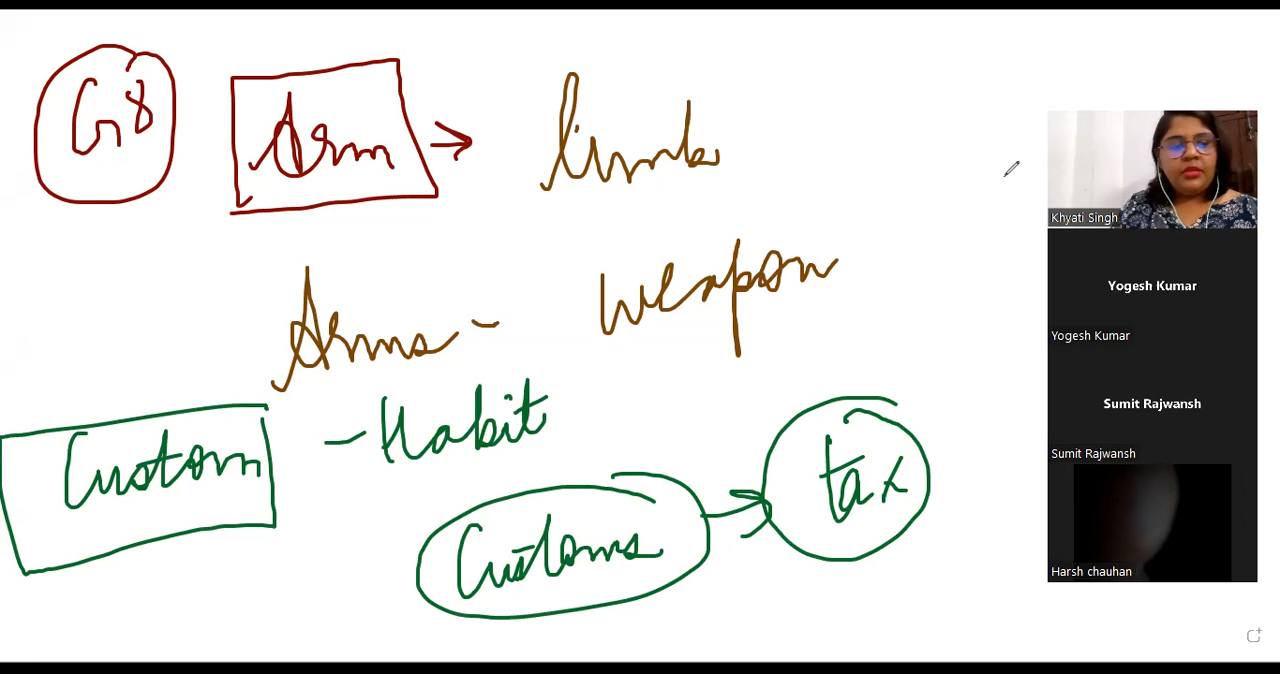 G8 Arm → limb
Arms - weapon
Custom - Habit
Customs → tax
Khyati Singh
Yogesh Kumar
Yogesh Kumar
Sumit Rajwansh
Sumit Rajwansh
Harsh chauhan